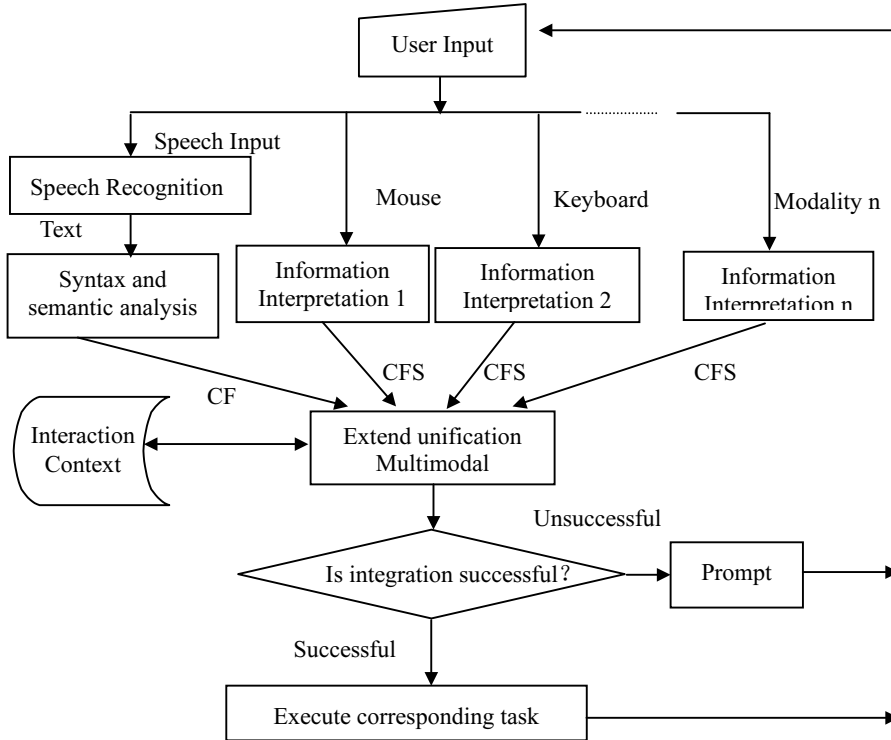 User Input
Speech Input
Speech Recognition
Mouse
Keyboard
Modality n
Text
Syntax and
semantic analysis
Information
Interpretation 1
Information
Interpretation 2
Information
Interpretation n
CF
CFS
CFS
CFS
Interaction
Context
Extend unification
Multimodal
Unsuccessful
Is integration successful?
Prompt
Successful
Execute corresponding task